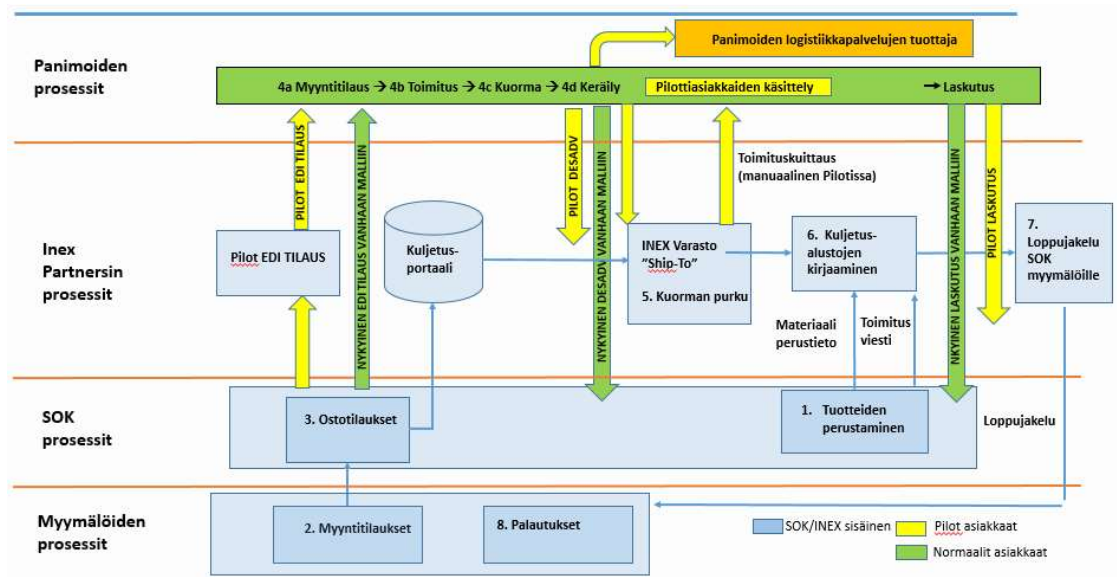 Panimoiden logistiikkapalvelujen tuottaja
Panimoiden
prosessit
4a Myyntitilaus → 4b Toimitus → 4c Kuorma → 4d Keräily
Pilottiasiakkaiden käsittely
→ Laskutus
PILOT EDI TILAUS
NYKYINEN EDI TILAUS VANHAAN MALLIIN
PILOT DESADV
NYKYINEN DESADV VANHAAN MALLIIN
Toimituskuittaus
(manuaalinen Pilotissa)
NKYINEN LASKUTUS VANHAAN MALLIIN
PILOT LASKUTUS
Inex
Partnersin
prosessit
Pilot EDI TILAUS
Kuljetus-
portaali
INEX Varasto
”Ship-To”
5. Kuorman purku
6. Kuljetus-
alustojen
kirjaaminen
7.
Loppujakelu
SOK
myymälöille
Materiaali
perustieto
Toimitus
viesti
SOK
prosessit
3. Ostotilaukset
1. Tuotteiden
perustaminen
Loppujakelu
Myymälöiden
prosessit
2. Myyntitilaukset
8. Palautukset
SOK/INEX sisäinen
Pilot asiakkaat
Normaalit asiakkaat